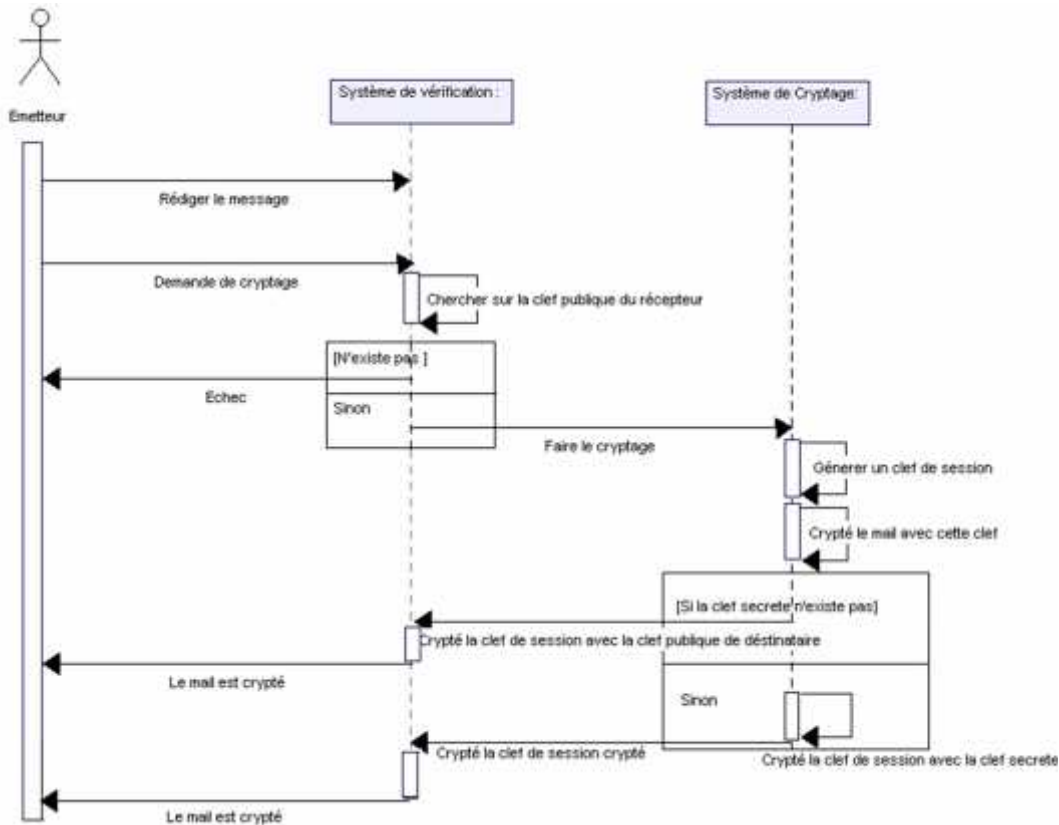 Système de vérification :
Système de Cryptage:
Emetteur
Rédiger le message
Demande de cryptage
Chercher sur la clef publique du récepteur
[N'existe pas ]
Echec
Sinon
Faire le cryptage
Génerer un clef de session
Crypté le mail avec cette clef
[Si la clef secrete n'existe pas]
Crypté la clef de session avec la clef publique de déstinataire
Le mail est crypté
Sinon
Crypté la clef de session crypté
Crypté la clef de session avec la clef secrete
Le mail est crypté